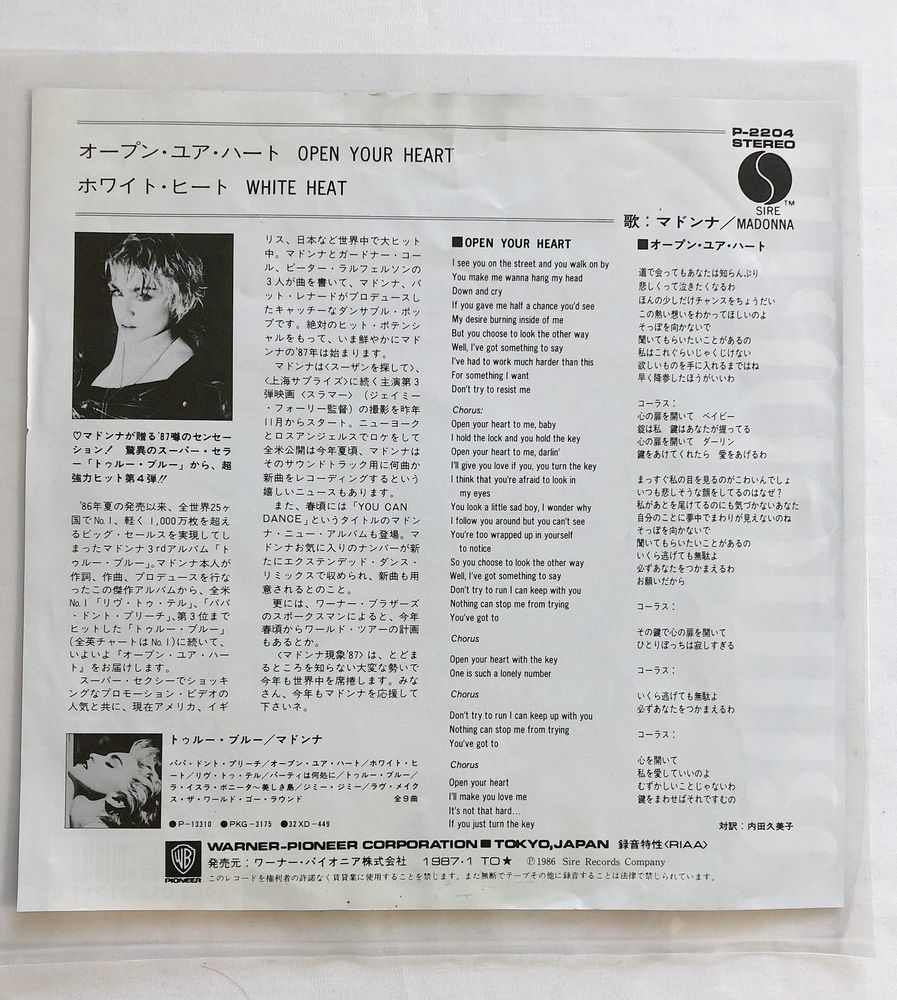 P-2204
STEREO
オープン・ユア・ハート OPEN YOUR HEART
ホワイト・ヒート WHITE HEAT
SIRE TM
歌：マドンナ／MADONNA
♡マドンナが贈る'87噂のセンセー
ション！ 驚異のスーパー・セラ
ー「トゥルー・ブルー」から、超
強力ヒット第4弾!!
'86年夏の発売以来、全世界25ヶ
国でNo.1、軽く1,000万枚を超え
るビッグ・セールスを実現してし
まったマドンナ3rdアルバム「ト
ゥルー・ブルー」。マドンナ本人が
作詞、作曲、プロデュースを行な
ったこの傑作アルバムから、全米
No.1「リヴ・トゥ・テル」、「パパ
・ドント・プリーチ」、第3位まで
ヒットした「トゥルー・ブルー」
(全英チャートはNo.1)に続いて、
いよいよ『オープン・ユア・ハー
ト』をお届けします。
スーパー・セクシーでショッキ
ングなプロモーション・ビデオの
人気と共に、現在アメリカ、イギ
リス、日本など世界中で大ヒット
中。マドンナとガードナー・コー
ル、ピーター・ラルフェルソンの
3人が曲を書いて、マドンナ、パ
ット・レナードがプロデュースし
たキャッチーなダンサブル・ポッ
プです。絶対のヒット・ポテンシ
ャルをもって、いま鮮やかにマド
ンナの'87年は始まります。
マドンナは〈スーザンを探して〉、
〈上海サプライズ〉に続く主演第3
弾映画〈スラマー〉（ジェイミー
・フォーリー監督）の撮影を昨年
11月からスタート。ニューヨーク
とロスアンジェルスでロケをして
全米公開は今年夏頃、マドンナは
そのサウンドトラック用に何曲か
新曲をレコーディングするという
嬉しいニュースもあります。
また、春頃には「YOU CAN
DANCE」というタイトルのマドン
ナ・ニュー・アルバムも登場。マ
ドンナお気に入りのナンバーが新
たにエクステンデッド・ダンス・
リミックスで収められ、新曲も用
意されるとのこと。
更には、ワーナー・ブラザーズ
のスポークスマンによると、今年
春頃からワールド・ツアーの計画
もあるとか。
〈マドンナ現象'87〉は、とどま
るところを知らない大変な勢いで
今年も世界中を席捲します。みな
さん、今年もマドンナを応援して
下さいネ。
■OPEN YOUR HEART
I see you on the street and you walk on by
You make me wanna hang my head
Down and cry
If you gave me half a chance you'd see
My desire burning inside of me
But you choose to look the other way
Well, I've got something to say
I've had to work much harder than this
For something I want
Don't try to resist me
Chorus:
Open your heart to me, baby
I hold the lock and you hold the key
Open your heart to me, darlin'
I'll give you love if you, you turn the key
I think that you're afraid to look in
my eyes
You look a little sad boy, I wonder why
I follow you around but you can't see
You're too wrapped up in yourself
to notice
So you choose to look the other way
Well, I've got something to say
Don't try to run I can keep with you
Nothing can stop me from trying
You've got to
Chorus
Open your heart with the key
One is such a lonely number
Chorus
Don't try to run I can keep up with you
Nothing can stop me from trying
You've got to
Chorus
Open your heart
I'll make you love me
It's not that hard...
If you just turn the key
■オープン・ユア・ハート
道で会ってもあなたは知らんぷり
悲しくって泣きたくなるわ
ほんの少しだけチャンスをちょうだい
この熱い想いをわかってほしいのよ
そっぽを向かないで
聞いてもらいたいことがあるの
私はこれぐらいじゃくじけない
欲しいものを手に入れるまではね
早く降参したほうがいいわ
コーラス：
心の扉を開いて ベイビー
錠は私 鍵はあなたが握ってる
心の扉を開いて ダーリン
鍵をあけてくれたら 愛をあげるわ
まっすぐ私の目を見るのがこわいんでしょ
いつも悲しそうな顔をしてるのはなぜ？
私があとを尾けてるのにも気づかないあなた
自分のことに夢中でまわりが見えないのね
そっぽを向かないで
聞いてもらいたいことがあるの
いくら逃げても無駄よ
必ずあなたをつかまえるわ
お願いだから
コーラス：
その鍵で心の扉を開いて
ひとりぼっちは寂しすぎる
コーラス：
いくら逃げても無駄よ
必ずあなたをつかまえるわ
コーラス：
心を開いて
私を愛していいのよ
むずかしいことじゃないわ
鍵をまわせばそれですむの
対訳：内田久美子
トゥルー・ブルー／マドンナ
パパ・ドント・プリーチ／オープン・ユア・ハート／ホワイト・ヒ
ート／リヴ・トゥ・テル／パーティは何処に／トゥルー・ブルー／
ラ・イスラ・ボニータ〜美しき島／ジミー・ジミー／ラヴ・メイク
ス・ザ・ワールド・ゴー・ラウンド 全9曲
●P-13310 ●PKG-3175 ●32XD-449
WB
PIONEER
WARNER-PIONEER CORPORATION■TOKYO,JAPAN 録音特性〈RIAA〉
発売元：ワーナー・パイオニア株式会社 1987・1 TO★ Ⓟ1986 Sire Records Company
このレコードを権利者の許諾なく賃貸業に使用することを禁じます。また無断でテープその他に録音することは法律で禁じられています。